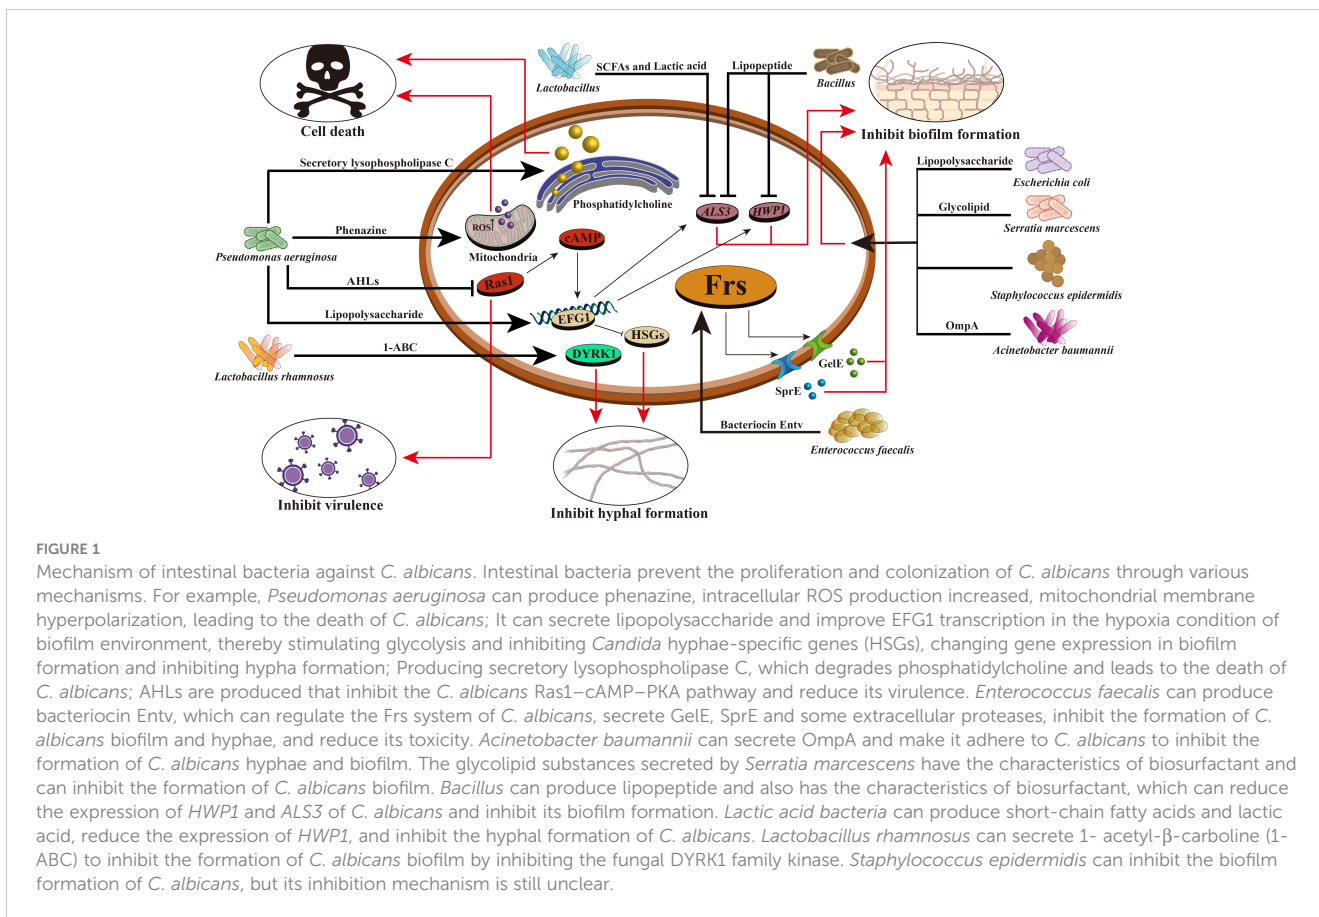 SCFAs and Lactic acid
Lipopeptide
Lactobacillus
Bacillus
Cell death
Inhibit biofilm formation
Secretory lysophospholipase C
Lipopolysaccharide
Escherichia coli
Phosphatidylcholine
ALS3
HWP1
Glycolipid
Serratia marcescens
Phenazine
ROS
cAMP
Pseudomonas aeruginosa
Mitochondria
AHLs
Ras1
Frs
Staphylococcus epidermidis
Lipopolysaccharide
EFG1
HSGs
OmpA
1-ABC
DYRK1
Acinetobacter baumannii
GelE
Lactobacillus rhamnosus
SprE
Bacteriocin Entv
Enterococcus faecalis
Inhibit virulence
Inhibit hyphal formation
FIGURE 1
Mechanism of intestinal bacteria against C. albicans. Intestinal bacteria prevent the proliferation and colonization of C. albicans through various
mechanisms. For example, Pseudomonas aeruginosa can produce phenazine, intracellular ROS production increased, mitochondrial membrane
hyperpolarization, leading to the death of C. albicans; It can secrete lipopolysaccharide and improve EFG1 transcription in the hypoxia condition of
biofilm environment, thereby stimulating glycolysis and inhibiting Candida hyphae-specific genes (HSGs), changing gene expression in biofilm
formation and inhibiting hypha formation; Producing secretory lysophospholipase C, which degrades phosphatidylcholine and leads to the death of
C. albicans; AHLs are produced that inhibit the C. albicans Ras1–cAMP–PKA pathway and reduce its virulence. Enterococcus faecalis can produce
bacteriocin Entv, which can regulate the Frs system of C. albicans, secrete GelE, SprE and some extracellular proteases, inhibit the formation of C.
albicans biofilm and hyphae, and reduce its toxicity. Acinetobacter baumannii can secrete OmpA and make it adhere to C. albicans to inhibit the
formation of C. albicans hyphae and biofilm. The glycolipid substances secreted by Serratia marcescens have the characteristics of biosurfactant and
can inhibit the formation of C. albicans biofilm. Bacillus can produce lipopeptide and also has the characteristics of biosurfactant, which can reduce
the expression of HWP1 and ALS3 of C. albicans and inhibit its biofilm formation. Lactic acid bacteria can produce short-chain fatty acids and lactic
acid, reduce the expression of HWP1, and inhibit the hyphal formation of C. albicans. Lactobacillus rhamnosus can secrete 1- acetyl-β-carboline (1-
ABC) to inhibit the formation of C. albicans biofilm by inhibiting the fungal DYRK1 family kinase. Staphylococcus epidermidis can inhibit the biofilm
formation of C. albicans, but its inhibition mechanism is still unclear.